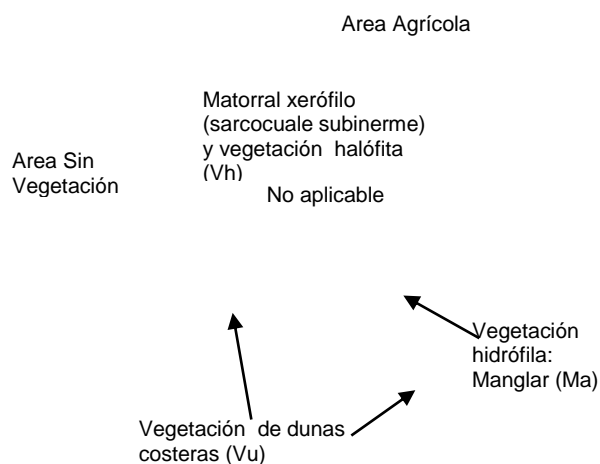 Area Agrícola
Matorral xerófilo
(sarcocuale subinerme)
y vegetación halófita
(Vh)
Area Sin
Vegetación
No aplicable
Vegetación
hidrófila:
Manglar (Ma)
Vegetación de dunas
costeras (Vu)